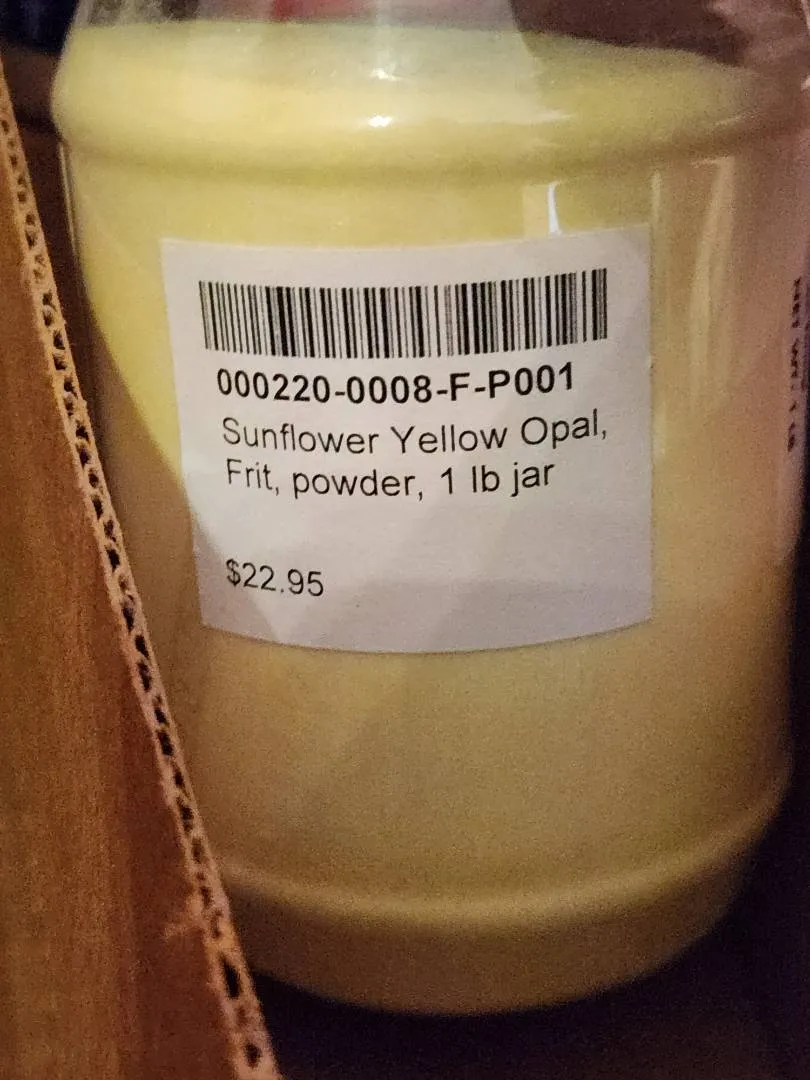 000220-0008-F-P001
Sunflower Yellow Opal,
Frit, powder, 1 lb jar
$22.95